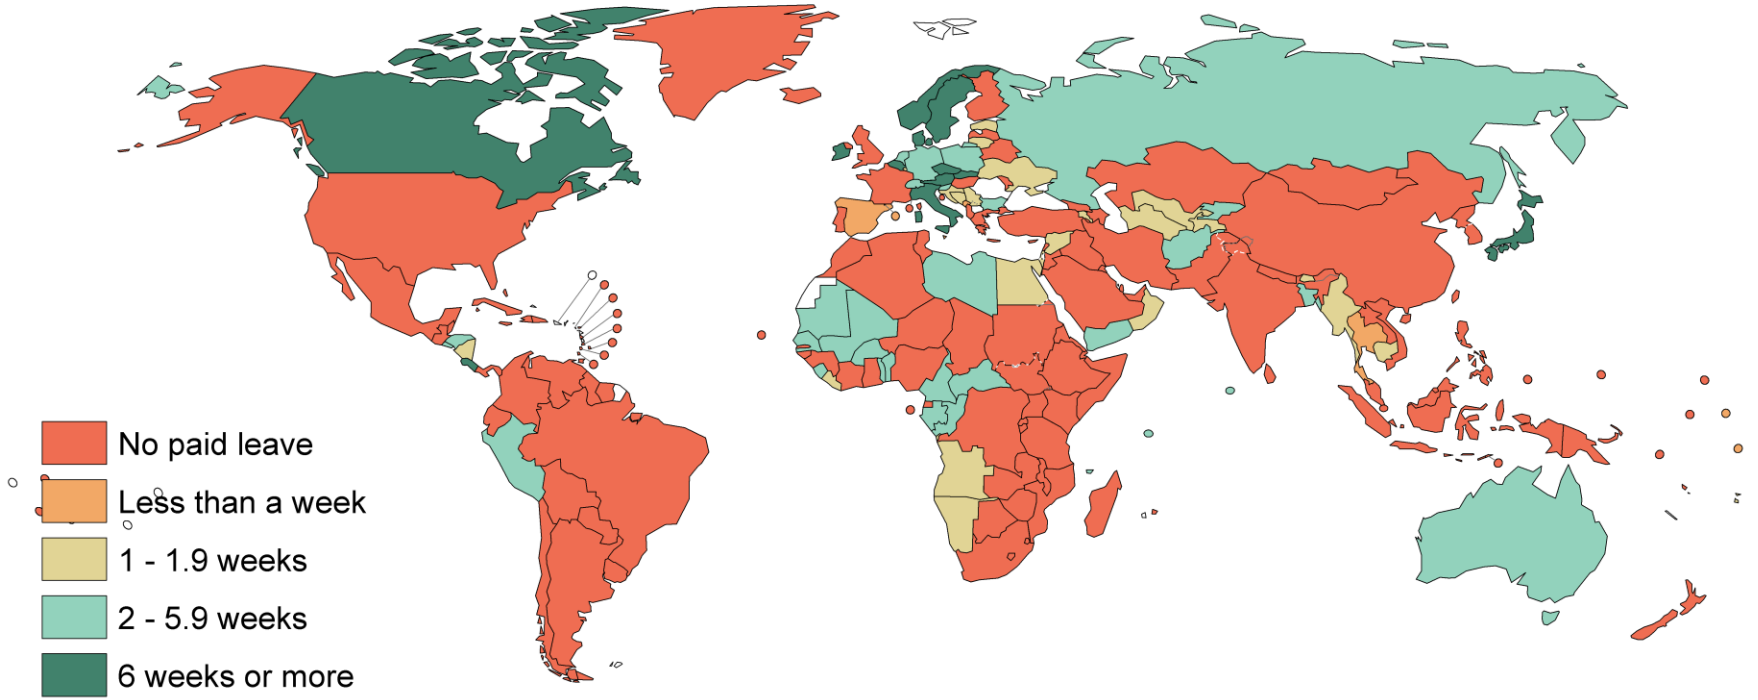 No paid leave
Less than a week
1 - 1.9 weeks
2 - 5.9 weeks
6 weeks or more